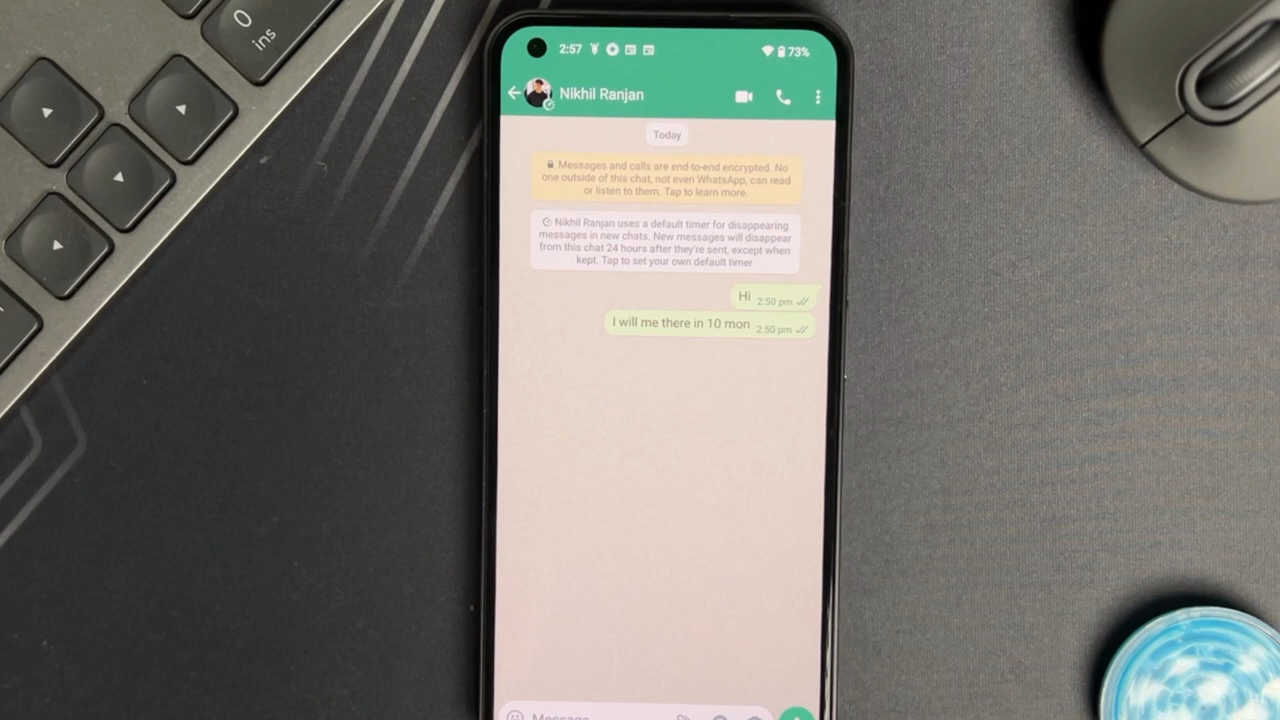 0
ins
2:57
73%
Nikhil Ranjan
Today
Messages and calls are end-to-end encrypted. No
one outside of this chat, not even WhatsApp, can read
or listen to them. Tap to learn more.
Nikhil Ranjan uses a default timer for disappearing
messages in new chats. New messages will disappear
from this chat 24 hours after they're sent, except when
kept. Tap to set your own default timer
Hi 2:50 pm
I will me there in 10 mon 2:50 pm
Message